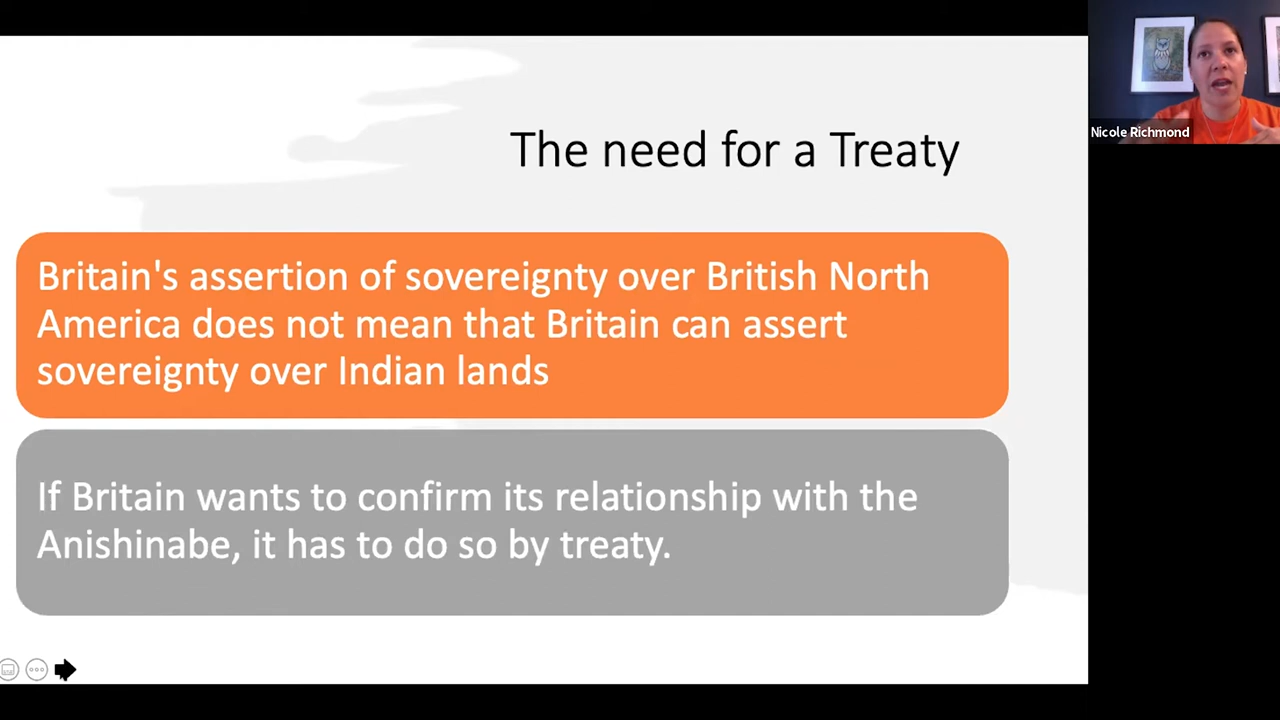 The need for a Treaty
Nicole Richmond
Britain's assertion of sovereignty over British North
America does not mean that Britain can assert
sovereignty over Indian lands
If Britain wants to confirm its relationship with the
Anishinabe, it has to do so by treaty.